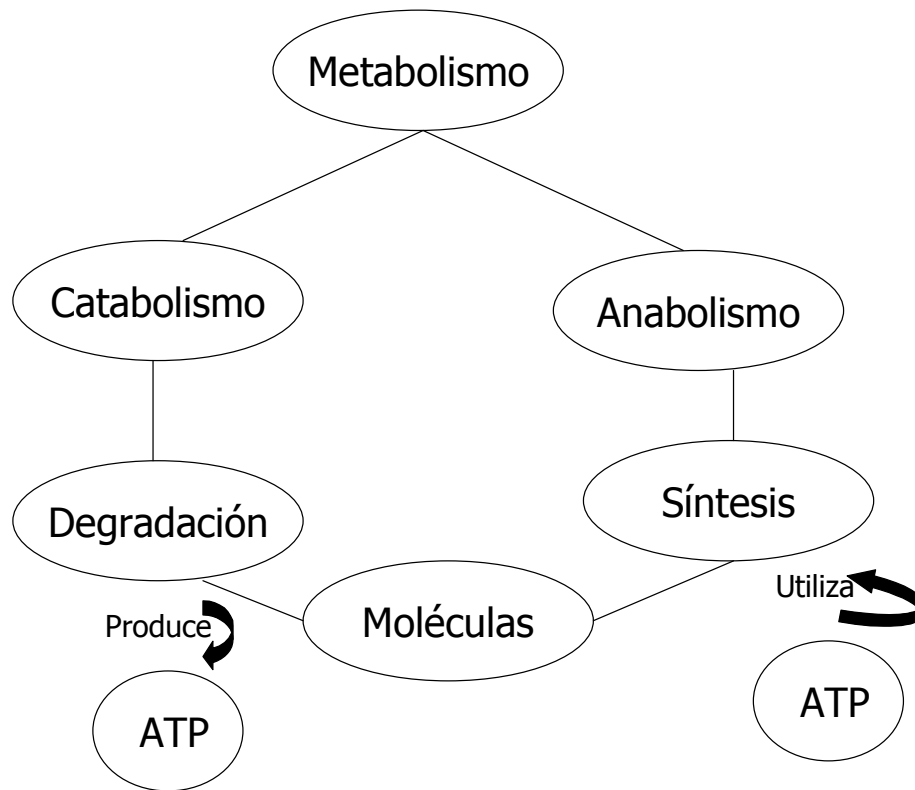 Metabolismo
Catabolismo
Anabolismo
Degradación
Síntesis
Moléculas
Produce
Utiliza
ATP
ATP